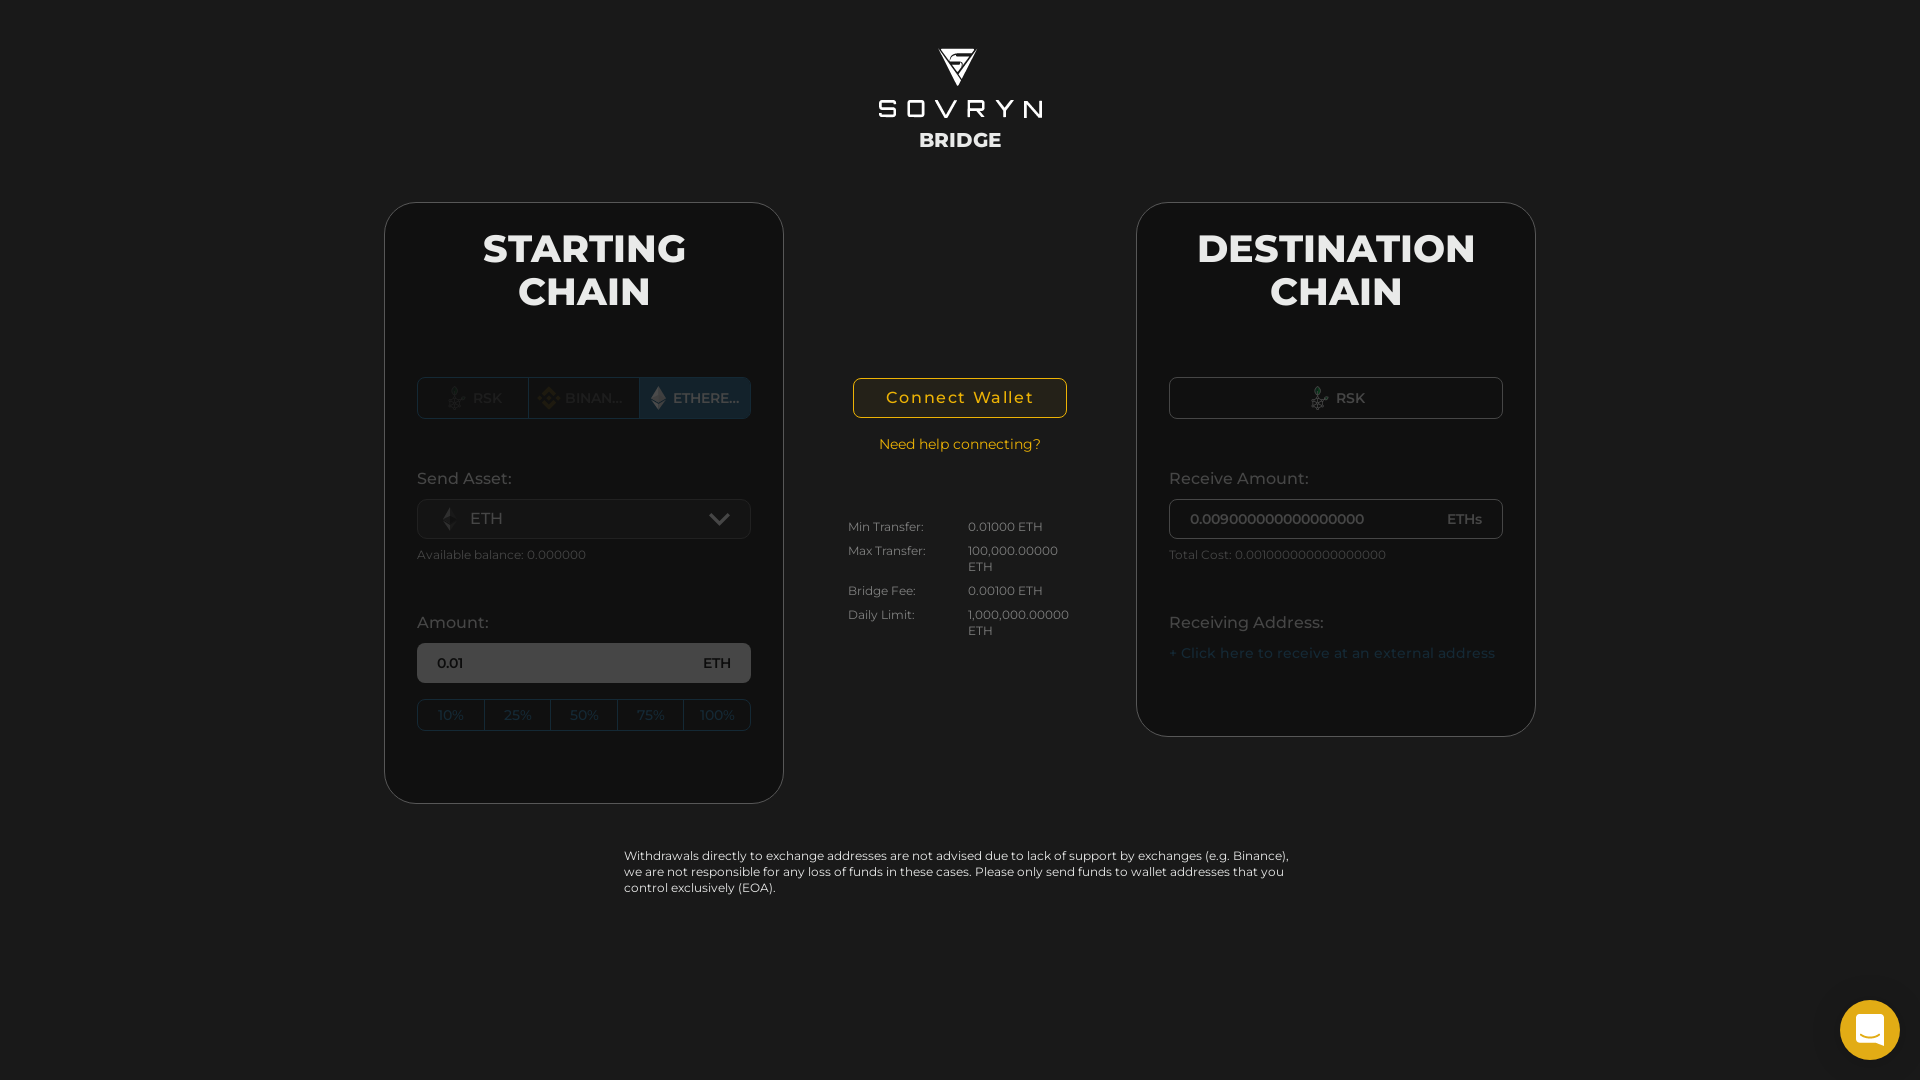 SOVRYN
BRIDGE
STARTING
CHAIN
RSK
BINAN...
ETHERE...
Send Asset:
ETH
Available balance: 0.000000
Amount:
0.01 ETH
10% 25% 50% 75% 100%
Connect Wallet
Need help connecting?
Min Transfer: 0.01000 ETH
Max Transfer: 100,000.00000
ETH
Bridge Fee: 0.00100 ETH
Daily Limit: 1,000,000.00000
ETH
DESTINATION
CHAIN
RSK
Receive Amount:
0.009000000000000000 ETHs
Total Cost: 0.001000000000000000
Receiving Address:
+ Click here to receive at an external address
Withdrawals directly to exchange addresses are not advised due to lack of support by exchanges (e.g. Binance),
we are not responsible for any loss of funds in these cases. Please only send funds to wallet addresses that you
control exclusively (EOA).